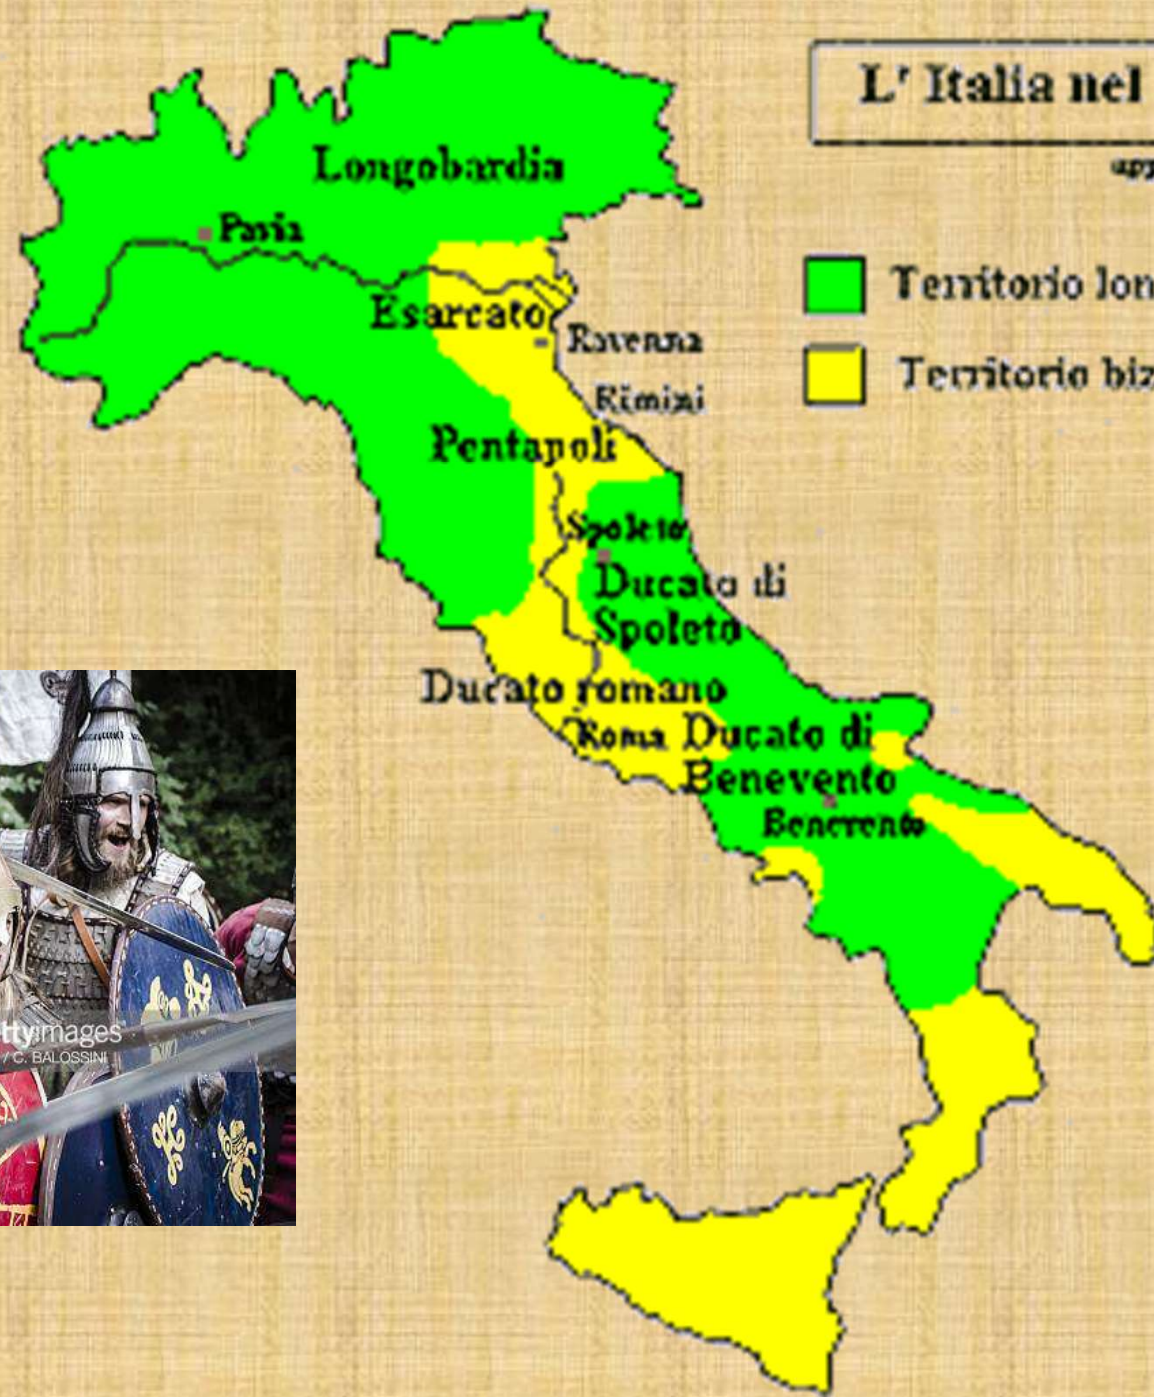 L' Italia nel
Longobardia
Pavia
Territorio lon
Esarcato
Ravenna
Territorio biz
Rimini
Pentapoli
Spoleto
Ducato di
Spoleto
Ducato romano
Roma
Ducato di
Benevento
Benevento
ttyimages
/ C. BALOSSINI